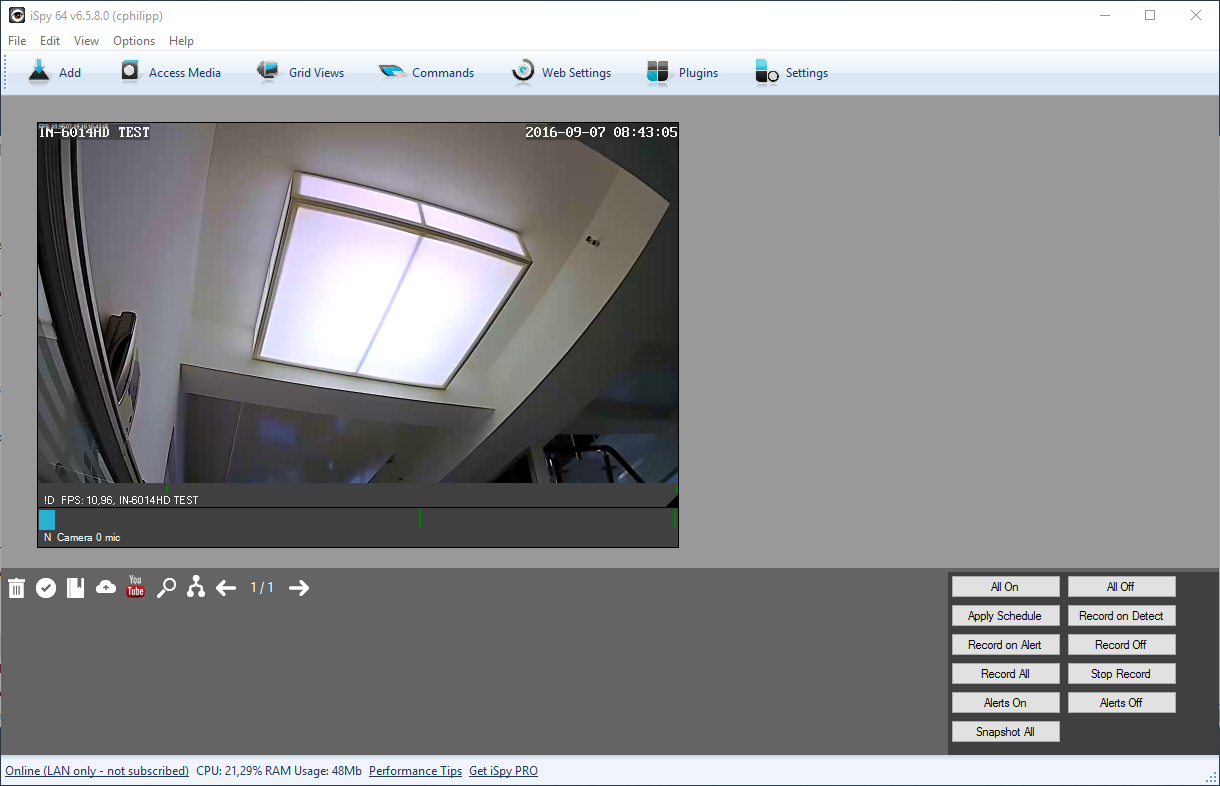 iSpy 64 v6.5.8.0 (cphilipp)
File Edit View Options Help
Add Access Media Grid Views Commands Web Settings Plugins Settings
IN-6014HD TEST 2016-09-07 08:43:05
!D FPS: 10,96, IN-6014HD TEST
N Camera 0 mic
You
Tube
1 / 1
All On All Off
Apply Schedule Record on Detect
Record on Alert Record Off
Record All Stop Record
Alerts On Alerts Off
Snapshot All
Online (LAN only - not subscribed) CPU: 21,29% RAM Usage: 48Mb Performance Tips Get iSpy PRO